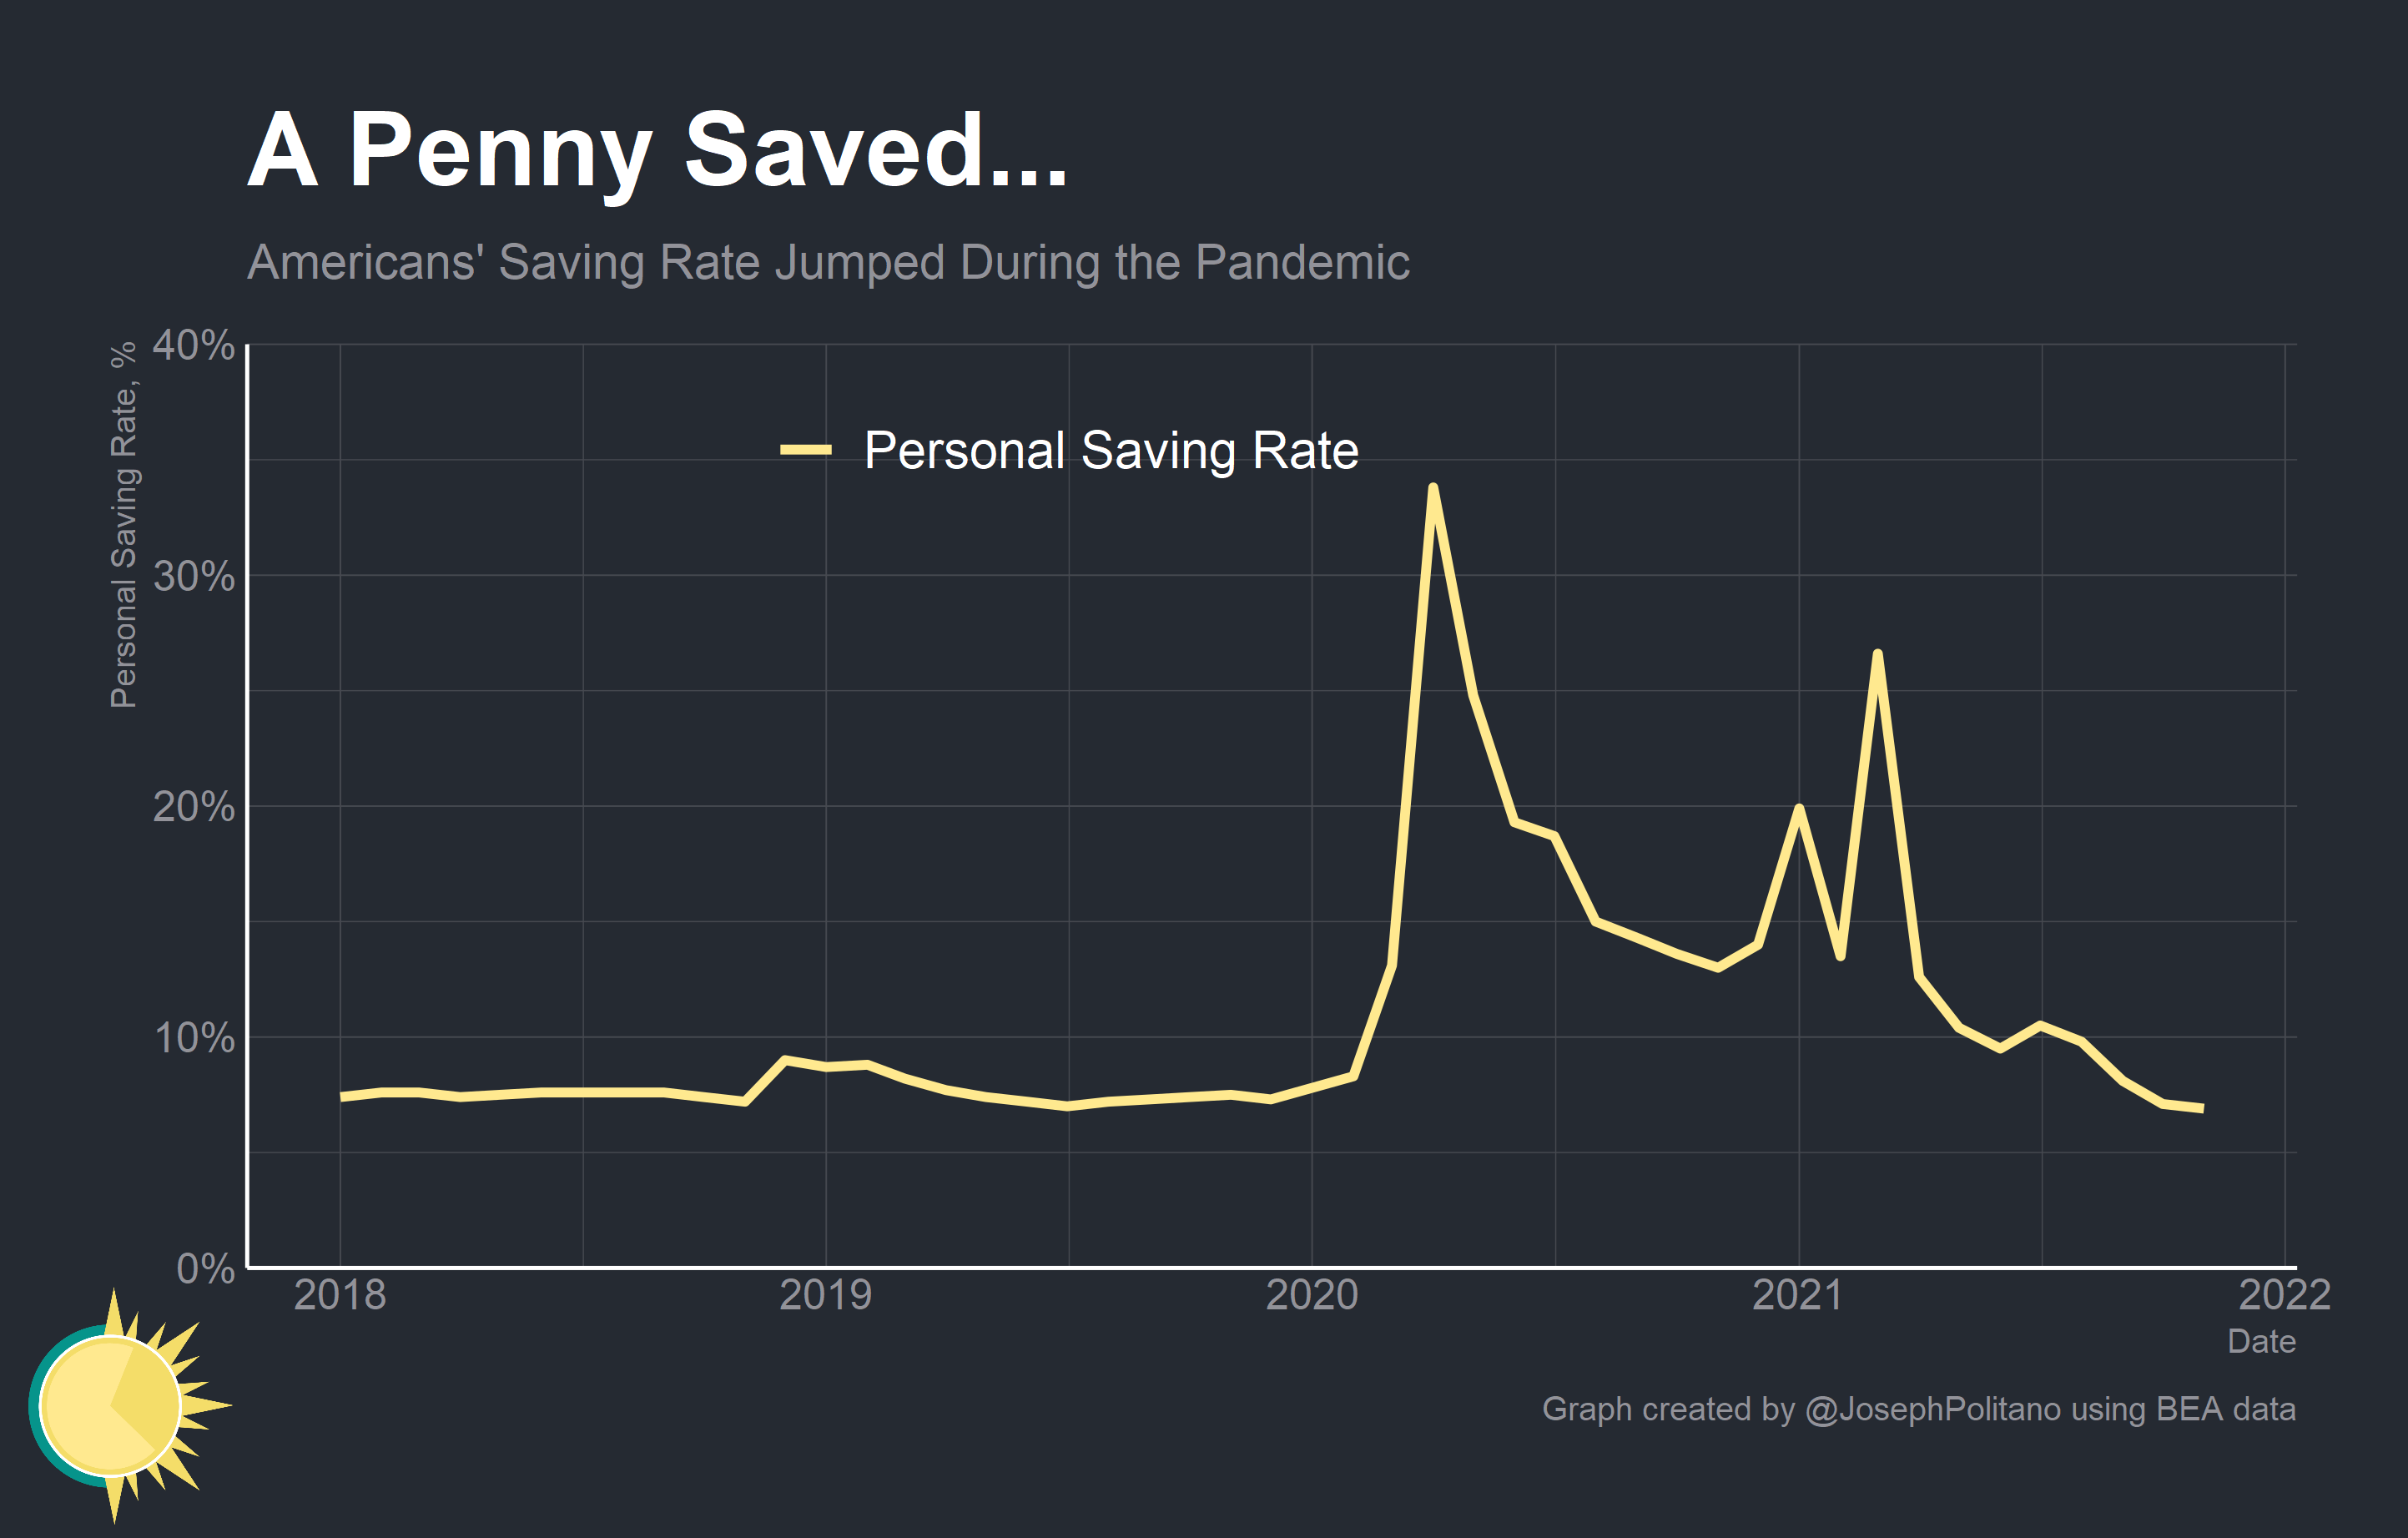 A Penny Saved...
Americans' Saving Rate Jumped During the Pandemic
Personal Saving Rate, %
40%
Personal Saving Rate
30%
20%
10%
0%
2018 2019 2020 2021 2022
Date
Graph created by @JosephPolitano using BEA data